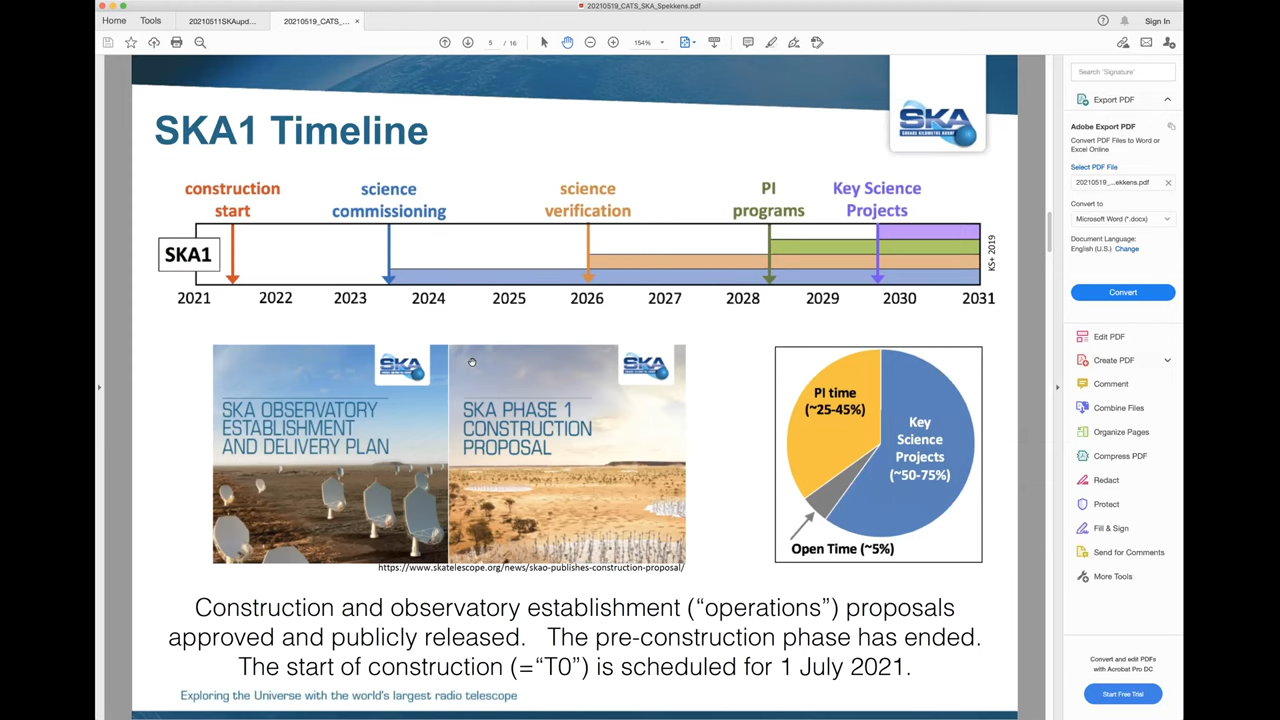 20210519_CATS_SKA_Spekkens.pdf
Home
Tools
20210511SKAupd...
20210519_CATS_...
×
?
Sign In
5 / 16
154%
SKA1 Timeline
SKA
SQUARE KILOMETRE ARRAY
construction
start
science
commissioning
science
verification
PI
programs
Key Science
Projects
SKA1
KS+ 2019
2021 2022 2023 2024 2025 2026 2027 2028 2029 2030 2031
SKA
SKA OBSERVATORY
ESTABLISHMENT
AND DELIVERY PLAN
SKA
SKA PHASE 1
CONSTRUCTION
PROPOSAL
https://www.skatelescope.org/news/skao-publishes-construction-proposal/
PI time
(~25-45%)
Key
Science
Projects
(~50-75%)
Open Time (~5%)
Construction and observatory establishment (“operations”) proposals
approved and publicly released. The pre-construction phase has ended.
The start of construction (=“T0”) is scheduled for 1 July 2021.
Exploring the Universe with the world's largest radio telescope
Search 'Signature'
Export PDF
Adobe Export PDF
Convert PDF Files to Word or
Excel Online
Select PDF File
20210519_...ekkens.pdf
Convert to
Microsoft Word (*.docx)
Document Language:
English (U.S.) Change
Convert
Edit PDF
Create PDF
Comment
Combine Files
Organize Pages
Compress PDF
Redact
Protect
Fill & Sign
Send for Comments
More Tools
Convert and edit PDFs
with Acrobat Pro DC
Start Free Trial